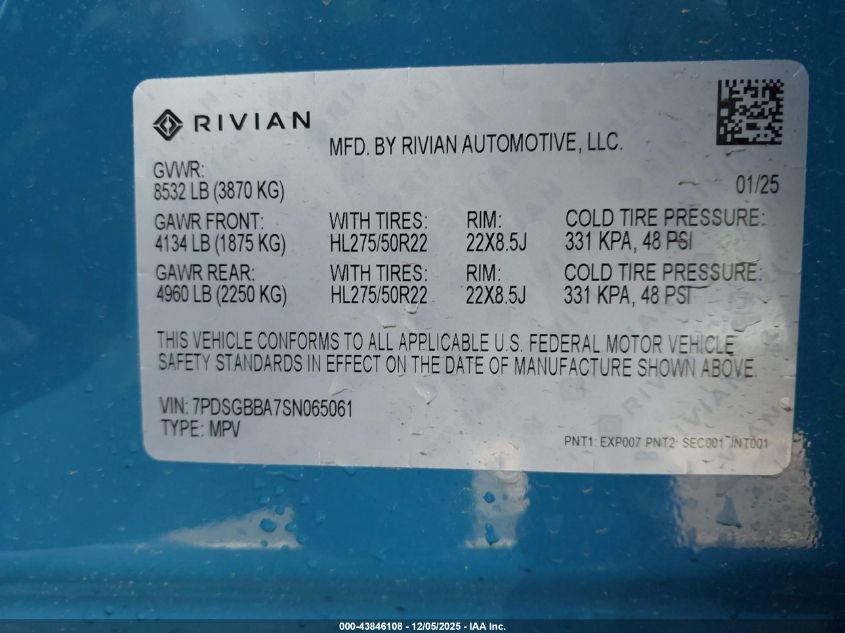 RIVIAN
MFD. BY RIVIAN AUTOMOTIVE, LLC.
GVWR:
8532 LB (3870 KG)
01/25
GAWR FRONT: WITH TIRES: RIM: COLD TIRE PRESSURE:
4134 LB (1875 KG) HL275/50R22 22X8.5J 331 KPA, 48 PSI
GAWR REAR: WITH TIRES: RIM: COLD TIRE PRESSURE:
4960 LB (2250 KG) HL275/50R22 22X8.5J 331 KPA, 48 PSI
THIS VEHICLE CONFORMS TO ALL APPLICABLE U.S. FEDERAL MOTOR VEHICLE
SAFETY STANDARDS IN EFFECT ON THE DATE OF MANUFACTURE SHOWN ABOVE.
VIN: 7PDSGBBA7SN065061
TYPE: MPV
PNT1: EXP007 PNT2: SEC001 INT001
000-43846108 - 12/05/2025 - IAA Inc.